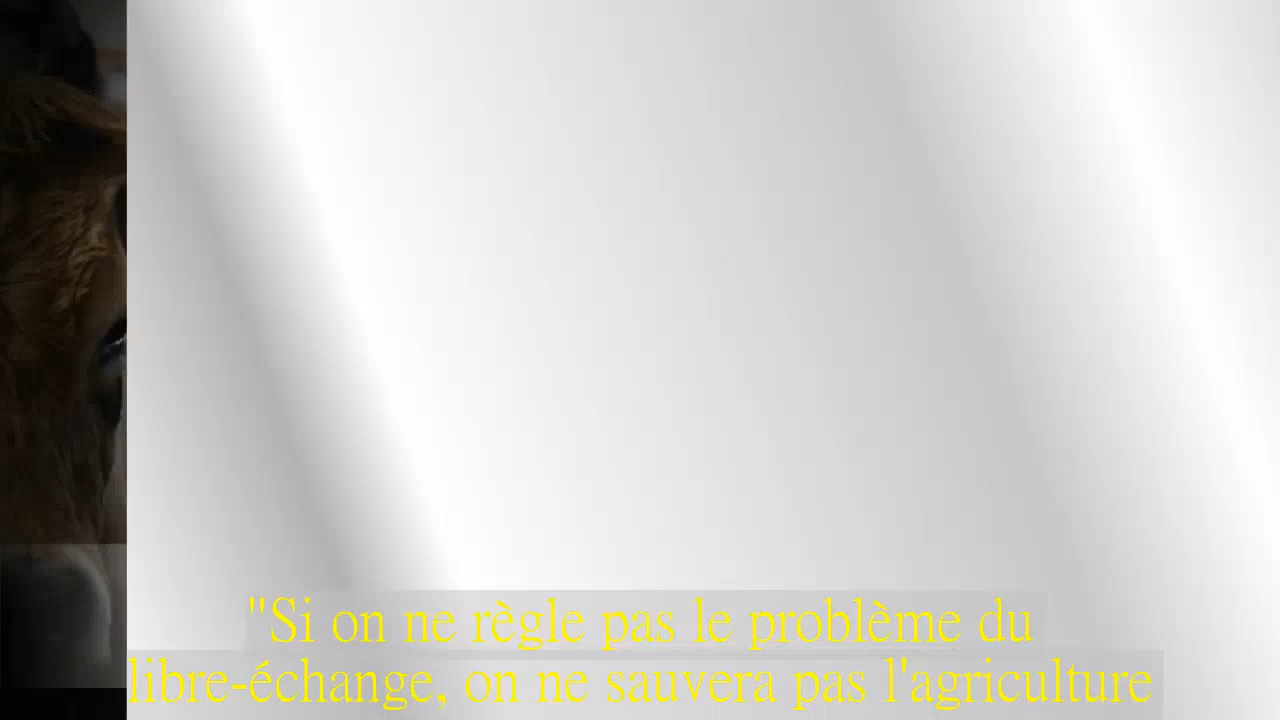 "Si on ne règle pas le problème du
libre-échange, on ne sauvera pas l'agriculture